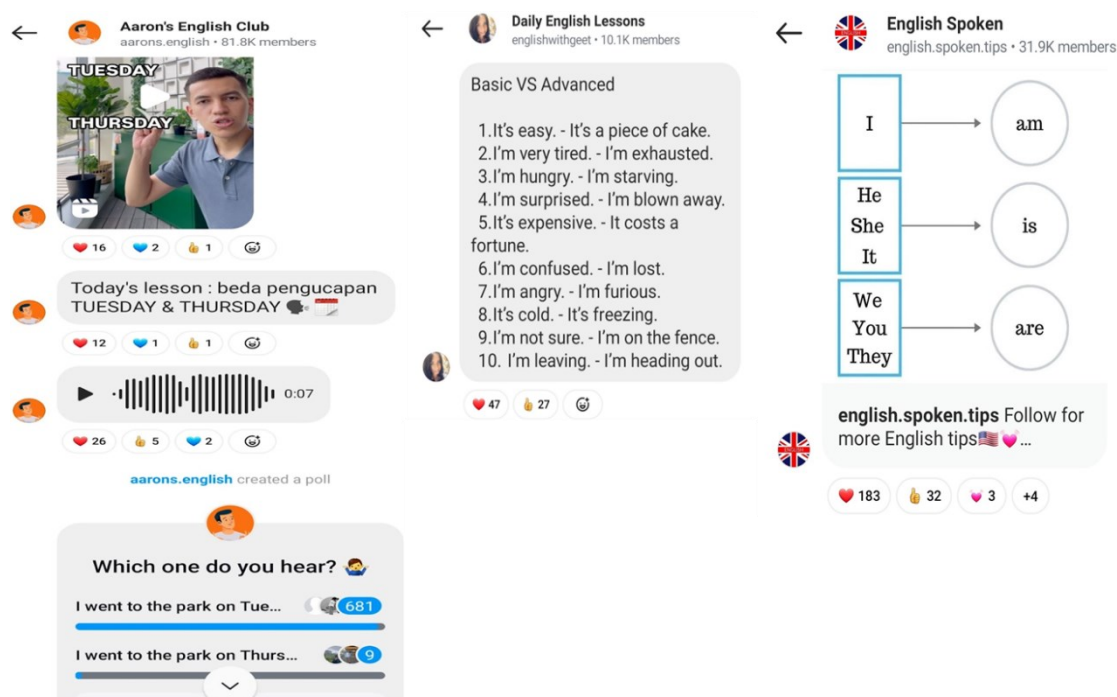 Aaron's English Club
aarons.english • 81.8K members
TUESDAY
THURSDAY
16
2
1
Today's lesson : beda pengucapan
TUESDAY & THURSDAY 🗣️ 📅
12
1
1
0:07
26
5
2
aarons.english created a poll
Which one do you hear? 🤷‍♂️
I went to the park on Tue...
681
I went to the park on Thurs...
9
Daily English Lessons
englishwithgeet • 10.1K members
Basic VS Advanced
1.It's easy. - It's a piece of cake.
2.I'm very tired. - I'm exhausted.
3.I'm hungry. - I'm starving.
4.I'm surprised. - I'm blown away.
5.It's expensive. - It costs a
fortune.
6.I'm confused. - I'm lost.
7.I'm angry. - I'm furious.
8.It's cold. - It's freezing.
9.I'm not sure. - I'm on the fence.
10. I'm leaving. - I'm heading out.
47
27
English Spoken
english.spoken.tips • 31.9K members
I
am
He
She
It
is
We
You
They
are
english.spoken.tips Follow for
more English tips🇺🇸💓...
183
32
3
+4